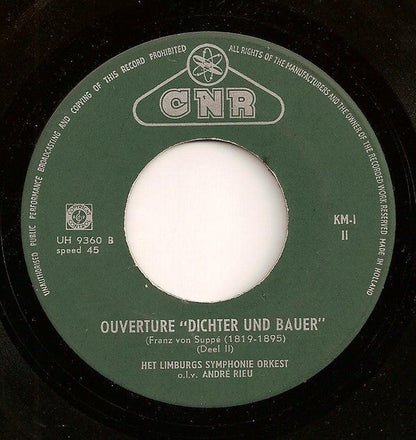 UNAUTHORISED PUBLIC PERFORMANCE BROADCASTING AND COPYING OF THIS RECORD PROHIBITED
ALL RIGHTS OF THE MANUFACTURERS AND THE OWNER OF THE RECORDED WORK RESERVED MADE IN HOLLAND
CNR
UH 9360 B
speed 45
KM-I
II
OUVERTURE "DICHTER UND BAUER"
(Franz von Suppé (1819-1895)
(Deel II)
HET LIMBURGS SYMPHONIE ORKEST
o.l.v. ANDRÉ RIEU